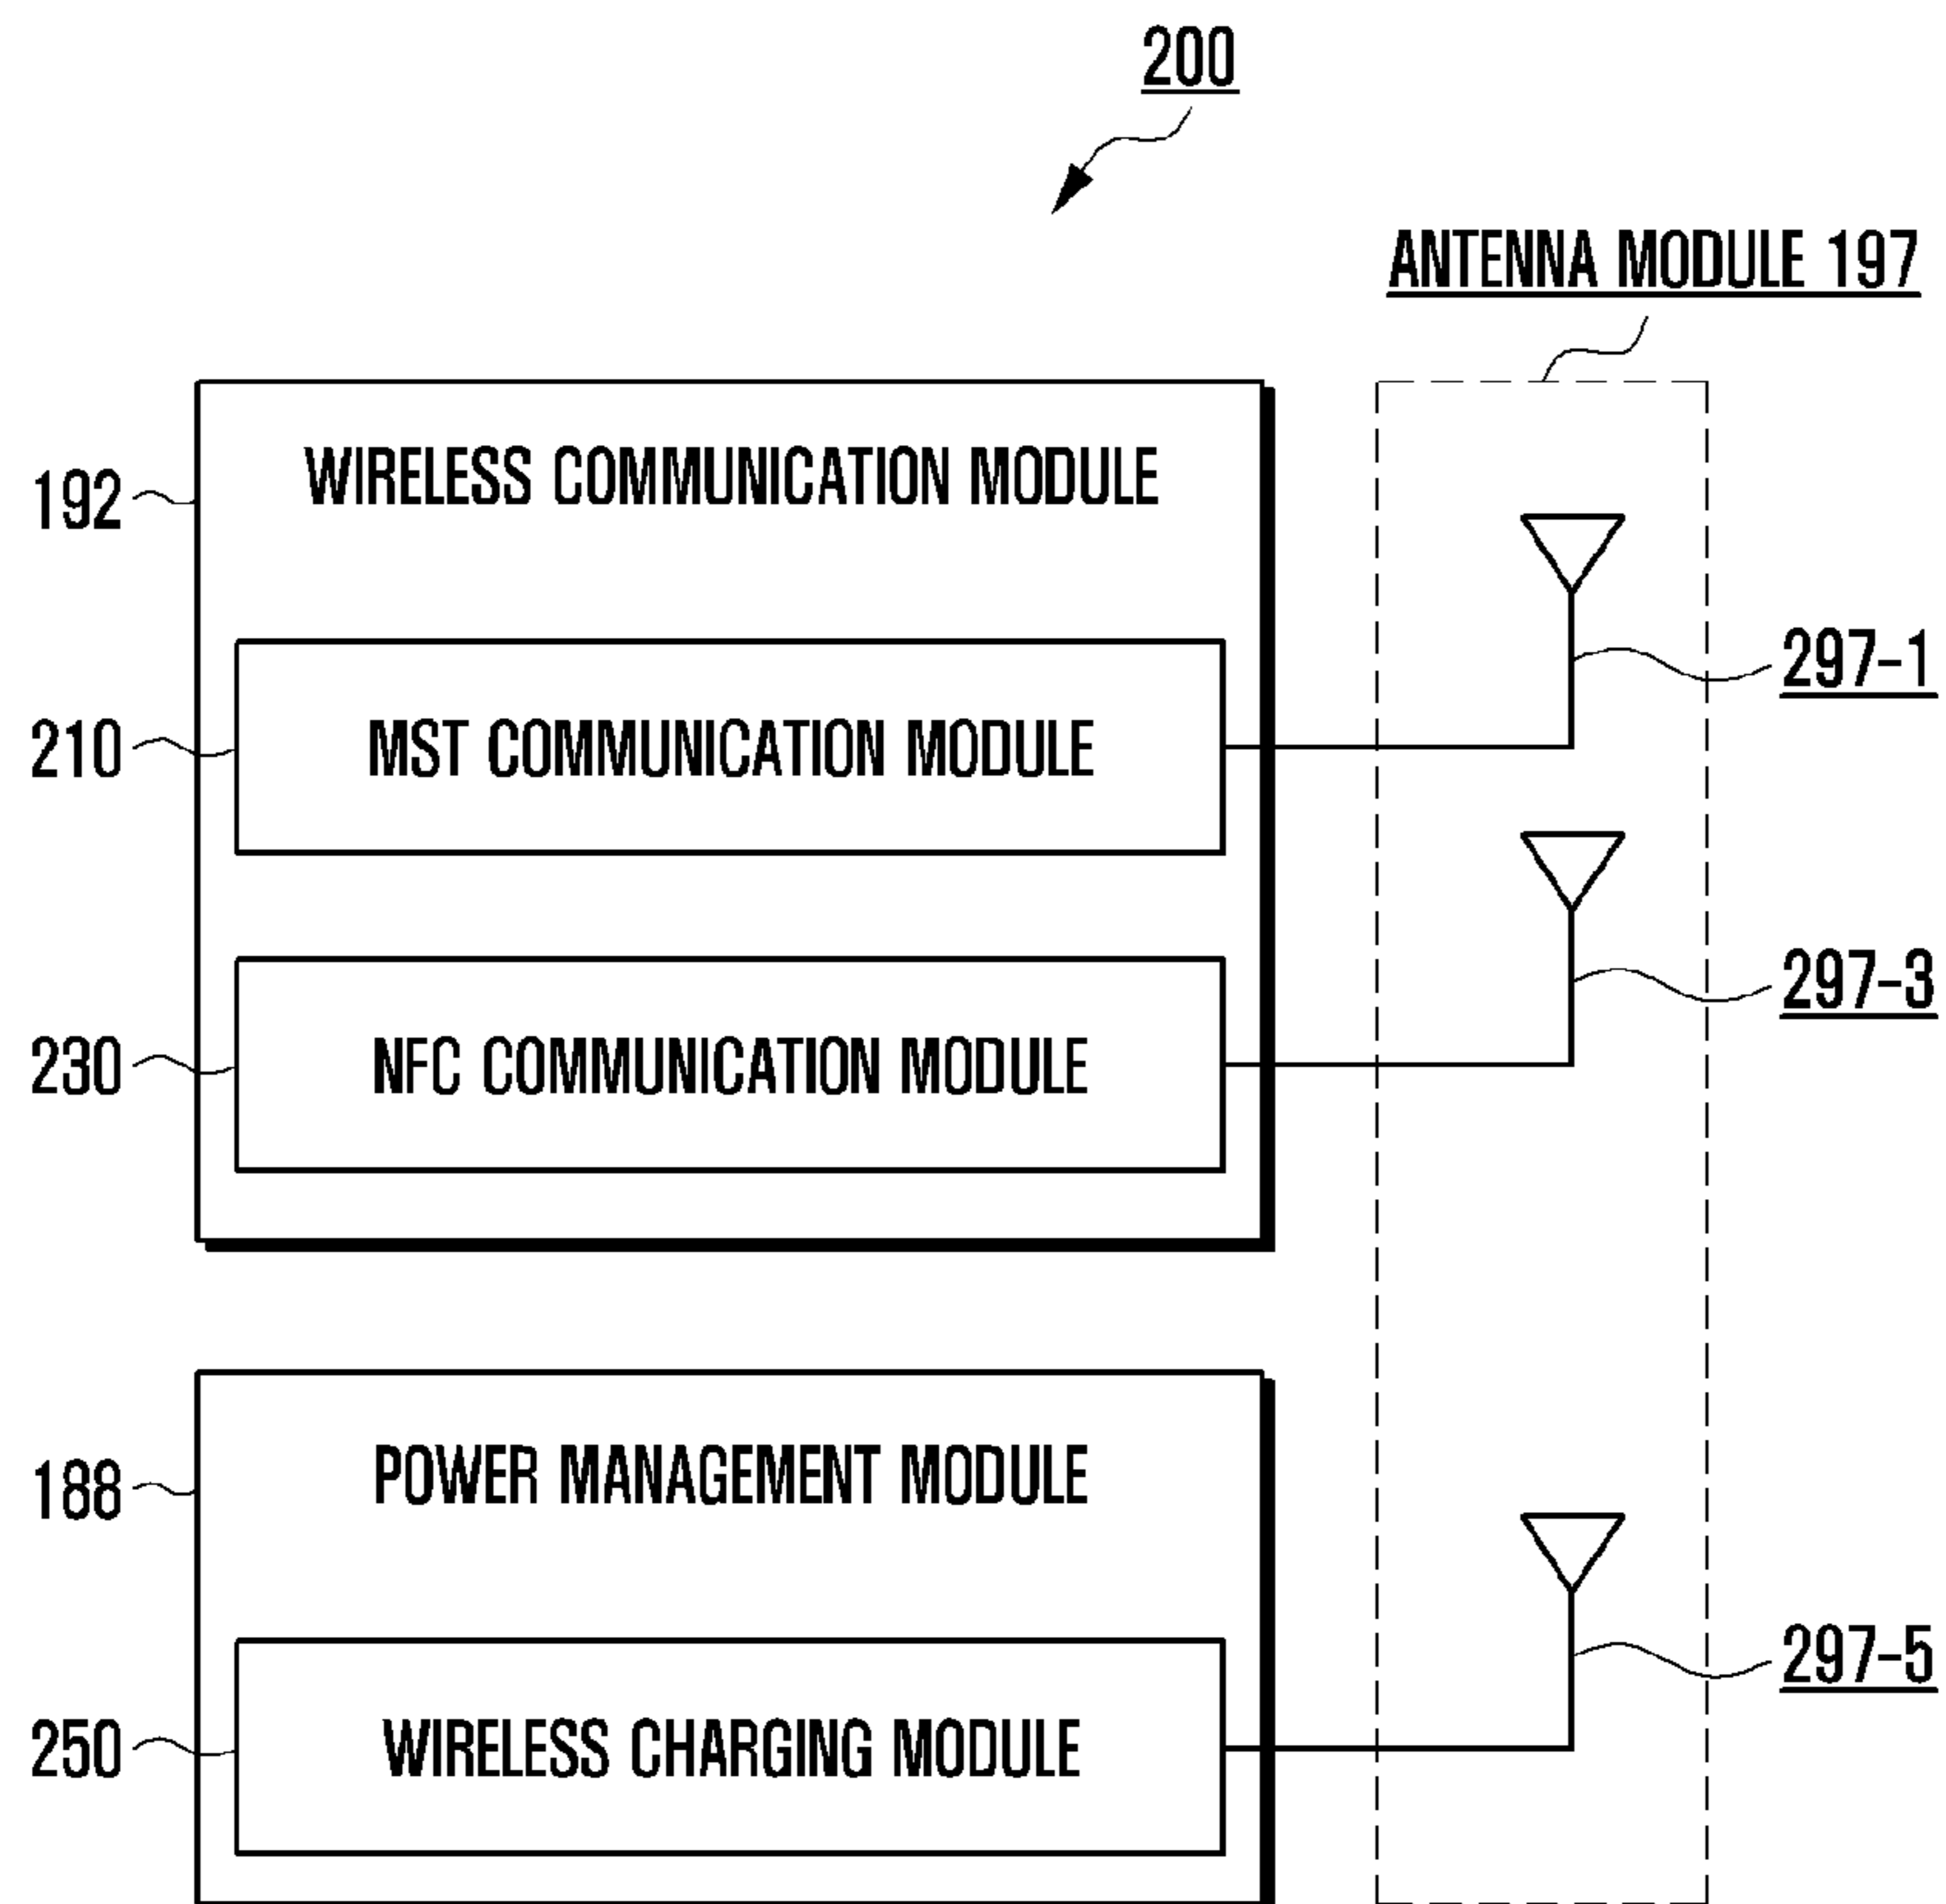 200
ANTENNA MODULE 197
192
WIRELESS COMMUNICATION MODULE
297-1
210
MST COMMUNICATION MODULE
297-3
230
NFC COMMUNICATION MODULE
188
POWER MANAGEMENT MODULE
297-5
250
WIRELESS CHARGING MODULE